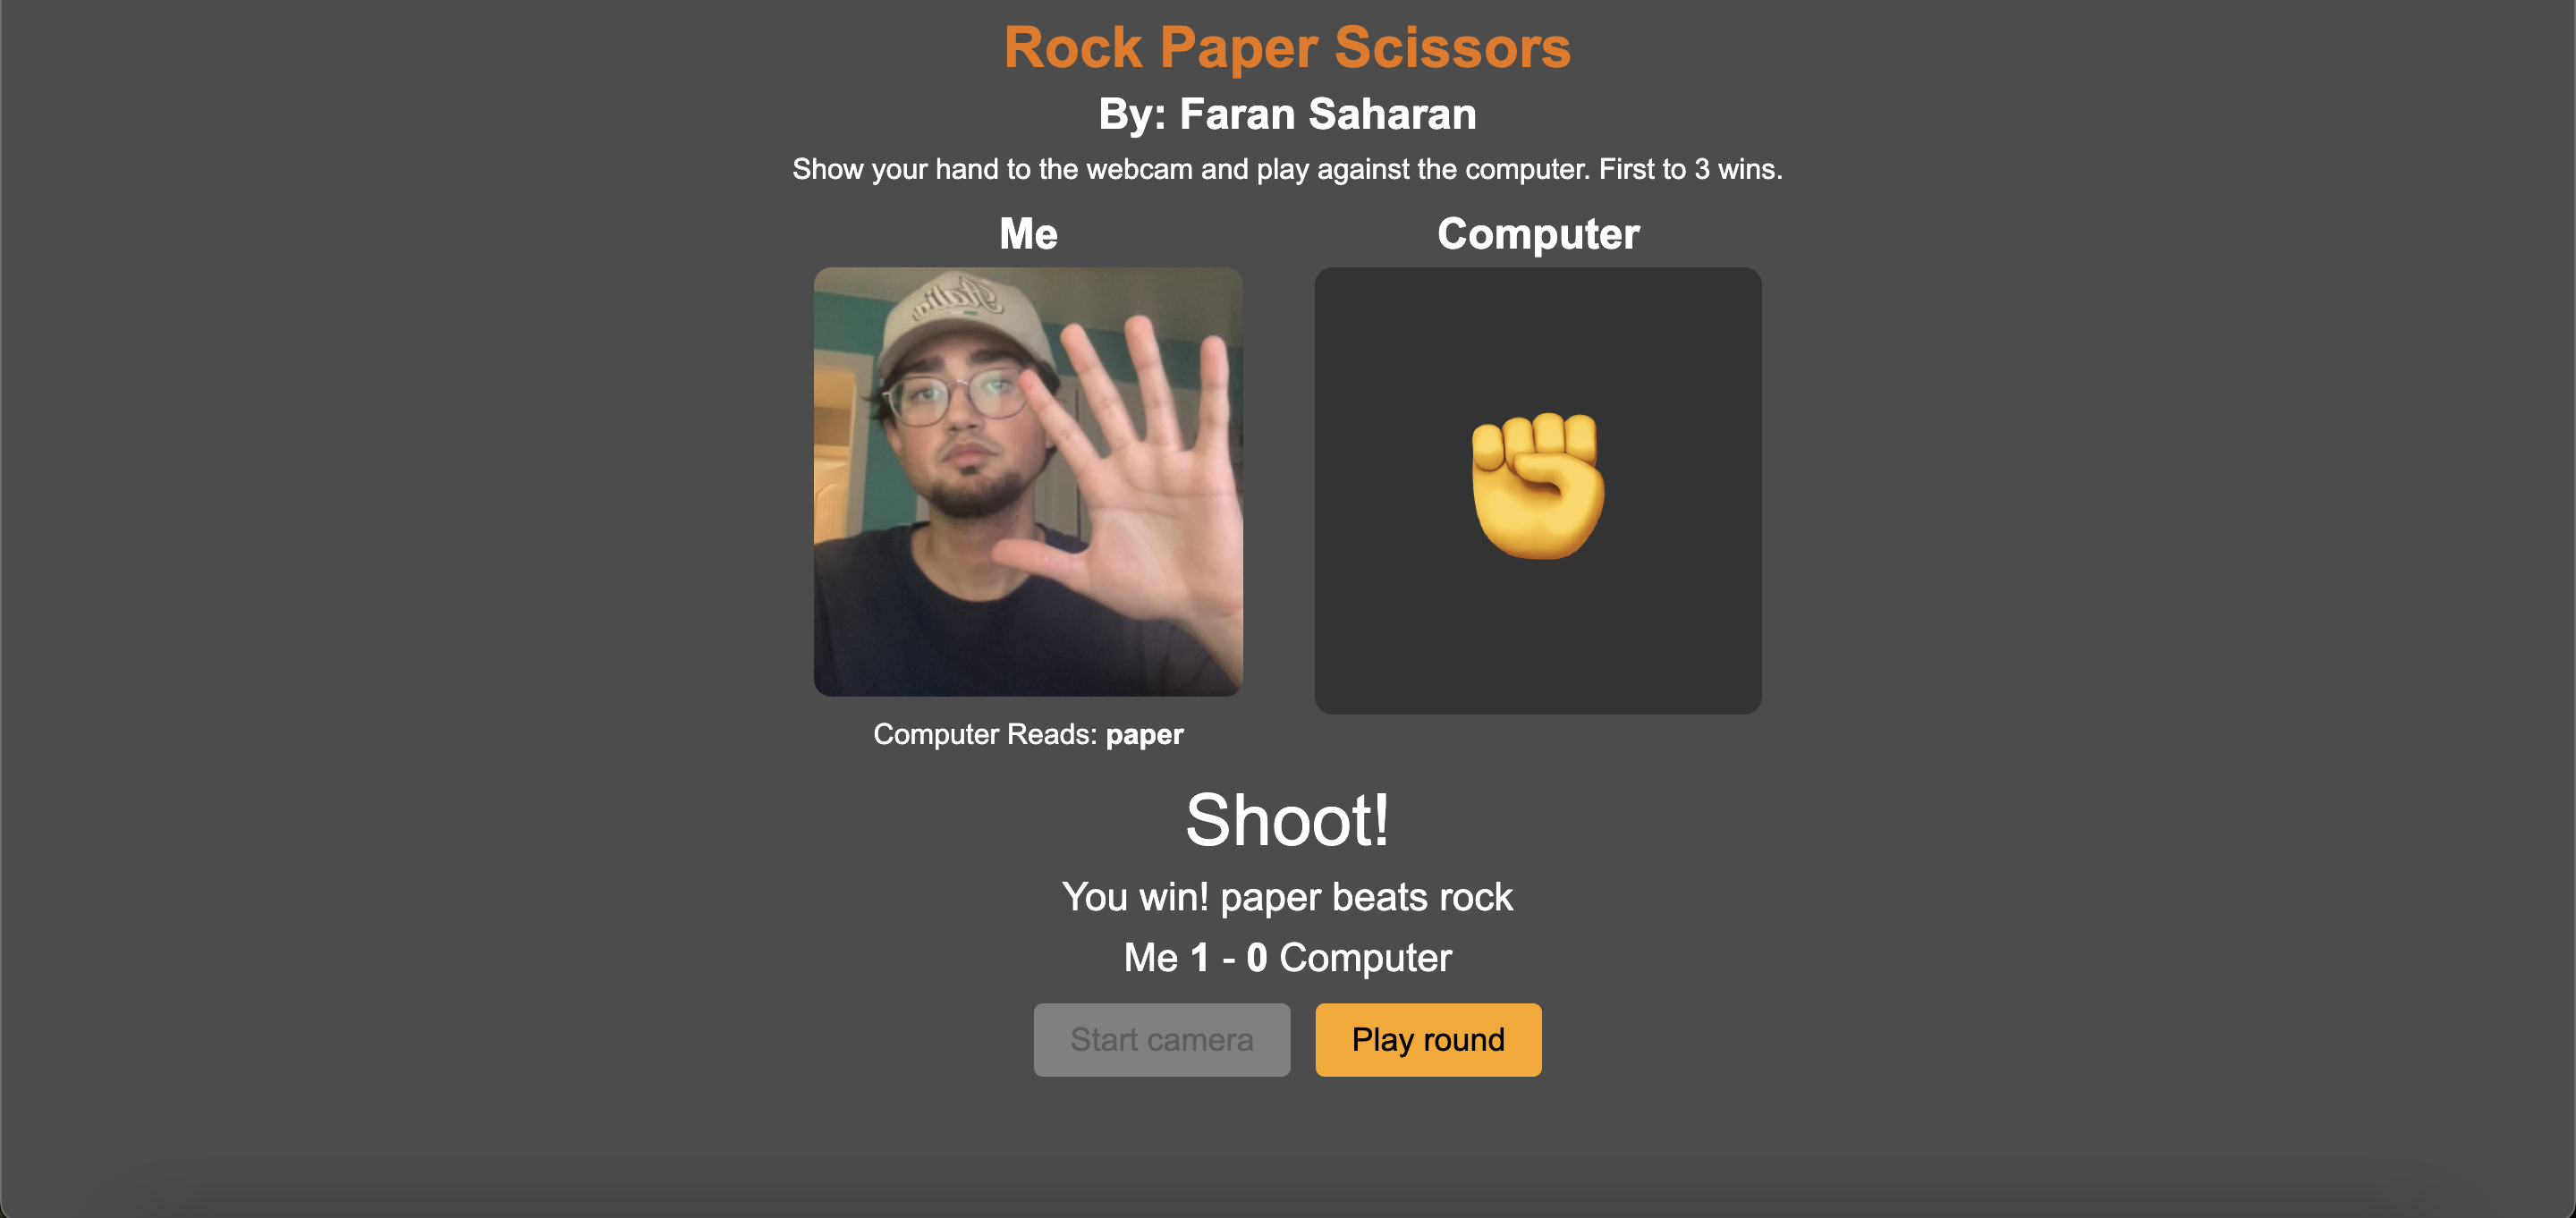 Rock Paper Scissors
By: Faran Saharan
Show your hand to the webcam and play against the computer. First to 3 wins.
Me
Computer
Computer Reads: paper
Shoot!
You win! paper beats rock
Me 1 - 0 Computer
Start camera
Play round